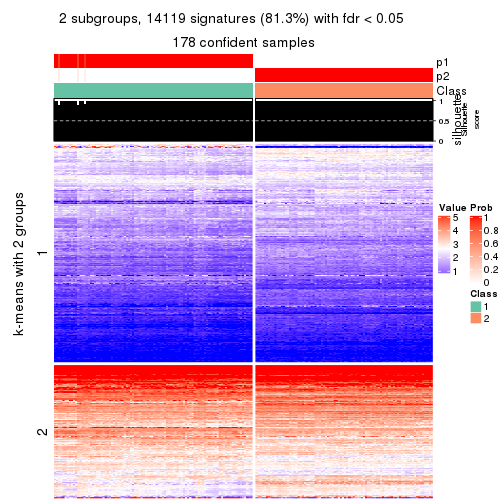 2 subgroups, 14119 signatures (81.3%) with fdr < 0.05
178 confident samples
p1
p2
Class
silhouette
Silhouette
score
1
0.5
0
k-means with 2 groups
1
2
Value
5
4
3
2
1
Prob
1
0.8
0.6
0.4
0.2
0
Class
1
2